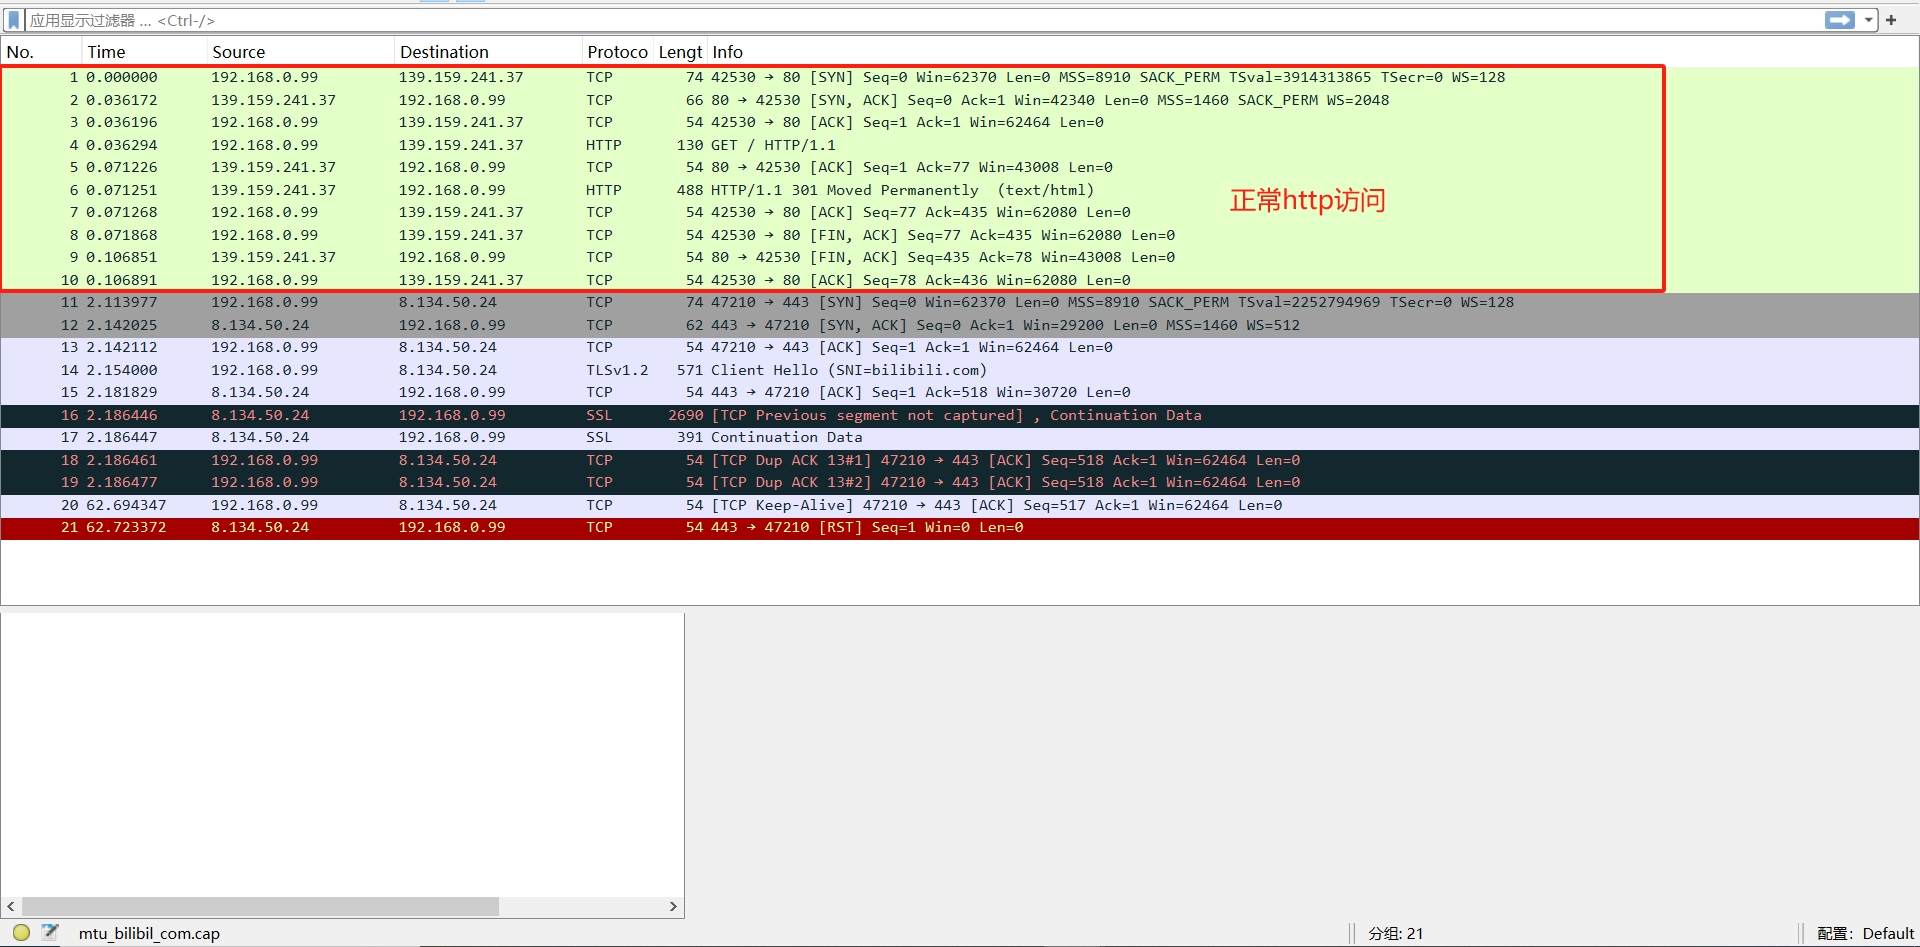 应用显示过滤器 … <Ctrl-/>
No. Time Source Destination Protoco Lengt Info
1 0.000000 192.168.0.99 139.159.241.37 TCP 74 42530 → 80 [SYN] Seq=0 Win=62370 Len=0 MSS=8910 SACK_PERM TSval=3914313865 TSecr=0 WS=128
2 0.036172 139.159.241.37 192.168.0.99 TCP 66 80 → 42530 [SYN, ACK] Seq=0 Ack=1 Win=42340 Len=0 MSS=1460 SACK_PERM WS=2048
3 0.036196 192.168.0.99 139.159.241.37 TCP 54 42530 → 80 [ACK] Seq=1 Ack=1 Win=62464 Len=0
4 0.036294 192.168.0.99 139.159.241.37 HTTP 130 GET / HTTP/1.1
5 0.071226 139.159.241.37 192.168.0.99 TCP 54 80 → 42530 [ACK] Seq=1 Ack=77 Win=43008 Len=0
6 0.071251 139.159.241.37 192.168.0.99 HTTP 488 HTTP/1.1 301 Moved Permanently (text/html)
正常http访问
7 0.071268 192.168.0.99 139.159.241.37 TCP 54 42530 → 80 [ACK] Seq=77 Ack=435 Win=62080 Len=0
8 0.071868 192.168.0.99 139.159.241.37 TCP 54 42530 → 80 [FIN, ACK] Seq=77 Ack=435 Win=62080 Len=0
9 0.106851 139.159.241.37 192.168.0.99 TCP 54 80 → 42530 [FIN, ACK] Seq=435 Ack=78 Win=43008 Len=0
10 0.106891 192.168.0.99 139.159.241.37 TCP 54 42530 → 80 [ACK] Seq=78 Ack=436 Win=62080 Len=0
11 2.113977 192.168.0.99 8.134.50.24 TCP 74 47210 → 443 [SYN] Seq=0 Win=62370 Len=0 MSS=8910 SACK_PERM TSval=2252794969 TSecr=0 WS=128
12 2.142025 8.134.50.24 192.168.0.99 TCP 62 443 → 47210 [SYN, ACK] Seq=0 Ack=1 Win=29200 Len=0 MSS=1460 WS=512
13 2.142112 192.168.0.99 8.134.50.24 TCP 54 47210 → 443 [ACK] Seq=1 Ack=1 Win=62464 Len=0
14 2.154000 192.168.0.99 8.134.50.24 TLSv1.2 571 Client Hello (SNI=bilibili.com)
15 2.181829 8.134.50.24 192.168.0.99 TCP 54 443 → 47210 [ACK] Seq=1 Ack=518 Win=30720 Len=0
16 2.186446 8.134.50.24 192.168.0.99 SSL 2690 [TCP Previous segment not captured] , Continuation Data
17 2.186447 8.134.50.24 192.168.0.99 SSL 391 Continuation Data
18 2.186461 192.168.0.99 8.134.50.24 TCP 54 [TCP Dup ACK 13#1] 47210 → 443 [ACK] Seq=518 Ack=1 Win=62464 Len=0
19 2.186477 192.168.0.99 8.134.50.24 TCP 54 [TCP Dup ACK 13#2] 47210 → 443 [ACK] Seq=518 Ack=1 Win=62464 Len=0
20 62.694347 192.168.0.99 8.134.50.24 TCP 54 [TCP Keep-Alive] 47210 → 443 [ACK] Seq=517 Ack=1 Win=62464 Len=0
21 62.723372 8.134.50.24 192.168.0.99 TCP 54 443 → 47210 [RST] Seq=1 Win=0 Len=0
mtu_bilibil_com.cap 分组: 21 配置: Default